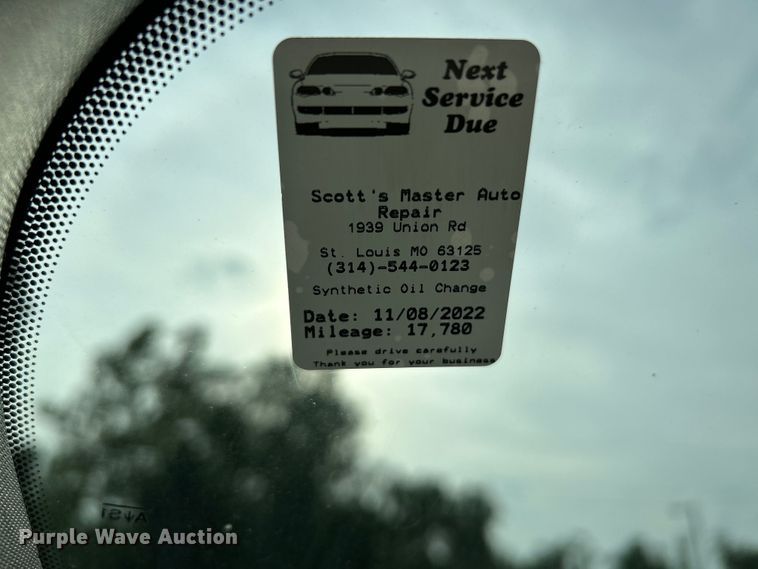 Next
Service
Due
Scott's Master Auto
Repair
1939 Union Rd
St. Louis MO 63125
(314)-544-0123
Synthetic Oil Change
Date: 11/08/2022
Mileage: 17,780
Please drive carefully
Thank you for your business
Purple Wave Auction